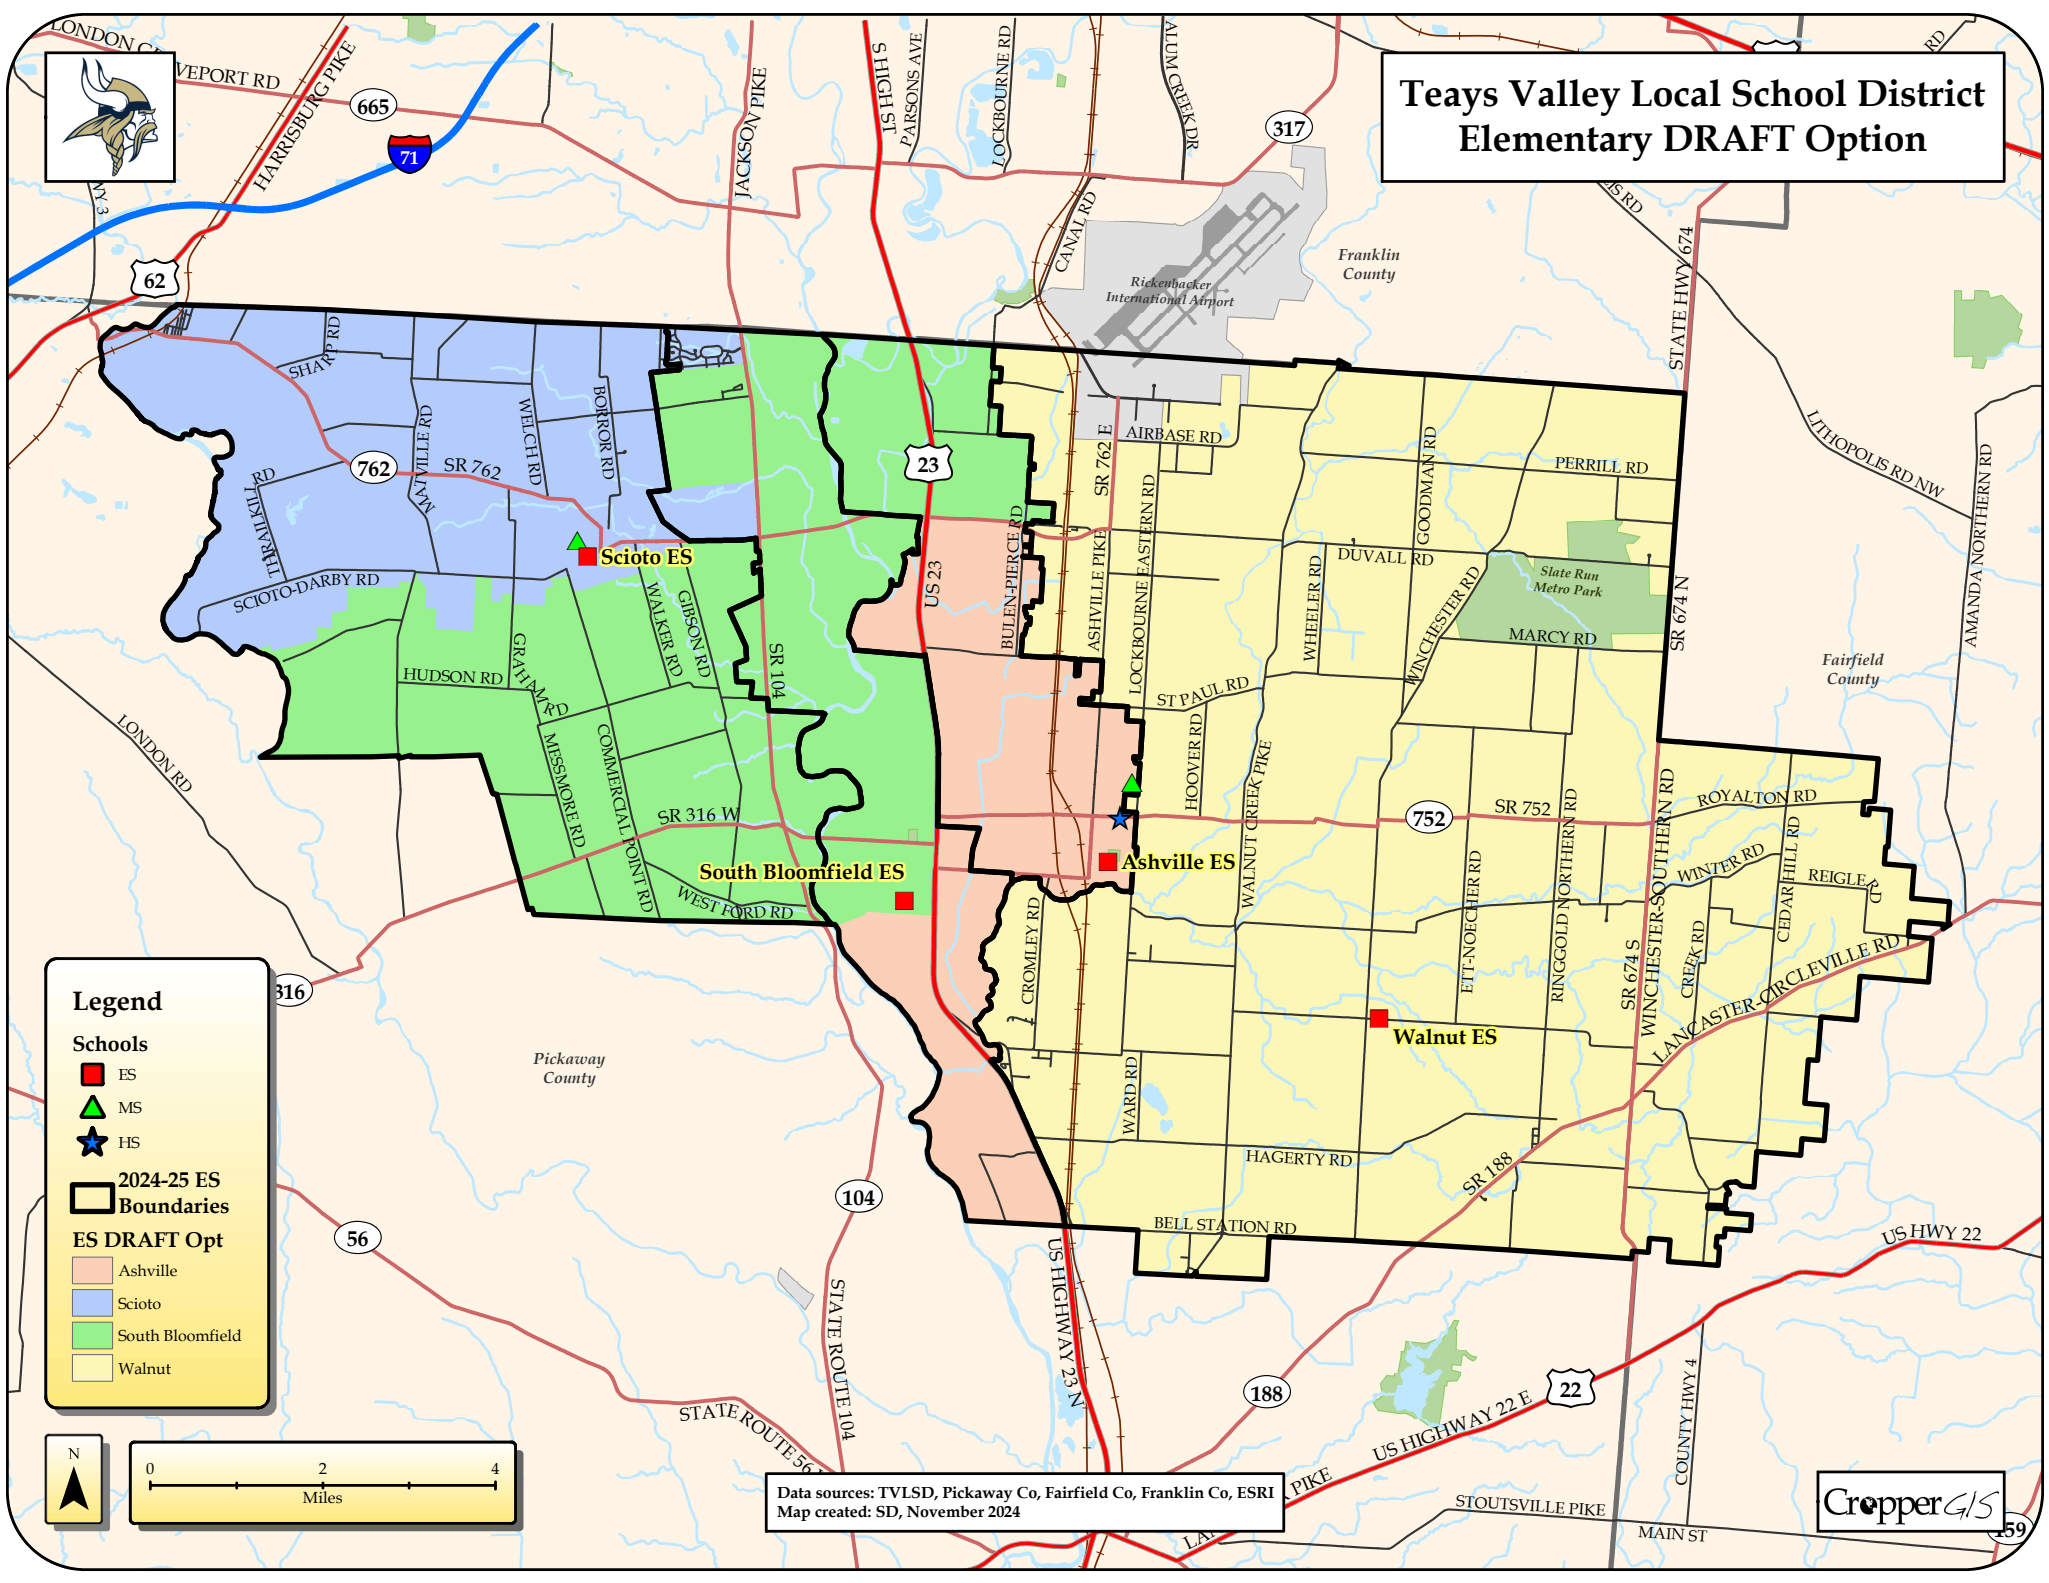 Teays Valley Local School District
Elementary DRAFT Option
LONDON
VEPORT RD
HARRISBURG PIKE
665
71
JACKSON PIKE
S HIGH ST
PARSONS AVE
LOCKBOURNE RD
ALUM CREEK DR
317
RD
WY 3
62
CANAL RD
Rickenbacker
International Airport
Franklin
County
IS RD
STATE HWY 674
SHARP RD
MATVILLE RD
WELCH RD
BORROR RD
762
SR 762
THRAILKILL RD
SCIOTO-DARBY RD
Scioto ES
WALKER RD
GIBSON RD
GRAHAM RD
HUDSON RD
SR 104
23
US 23
BULEN-PIERCE RD
SR 762 E
AIRBASE RD
ASHVILLE PIKE
LOCKBOURNE EASTERN RD
GOODMAN RD
PERRILL RD
DUVALL RD
WHEELER RD
WINCHESTER RD
Slate Run
Metro Park
MARCY RD
SR 674 N
LITHOPOLIS RD NW
AMANDA NORTHERN RD
Fairfield
County
LONDON RD
MESSMORE RD
COMMERCIAL POINT RD
SR 316 W
WEST FORD RD
South Bloomfield ES
ST PAUL RD
HOOVER RD
WALNUT CREEK PIKE
Ashville ES
752
SR 752
ROYALTON RD
WINTER RD
CEDAR HILL RD
REIGLE RD
CROMLEY RD
ETT-NOECHER RD
RINGGOLD NORTHERN RD
SR 674 S
WINCHESTER-SOUTHERN RD
CREEK RD
LANCASTER-CIRCLEVILLE RD
Walnut ES
WARD RD
HAGERTY RD
SR 188
BELL STATION RD
316
Pickaway
County
104
56
STATE ROUTE 104
STATE ROUTE 56
US HIGHWAY 23 N
188
US HIGHWAY 22 E
22
US HWY 22
COUNTY HWY 4
PIKE
STOUTSVILLE PIKE
MAIN ST
159
Legend
Schools
ES
MS
HS
2024-25 ES
Boundaries
ES DRAFT Opt
Ashville
Scioto
South Bloomfield
Walnut
N
0 2 4
Miles
Data sources: TVLSD, Pickaway Co, Fairfield Co, Franklin Co, ESRI
Map created: SD, November 2024
Cropper GIS